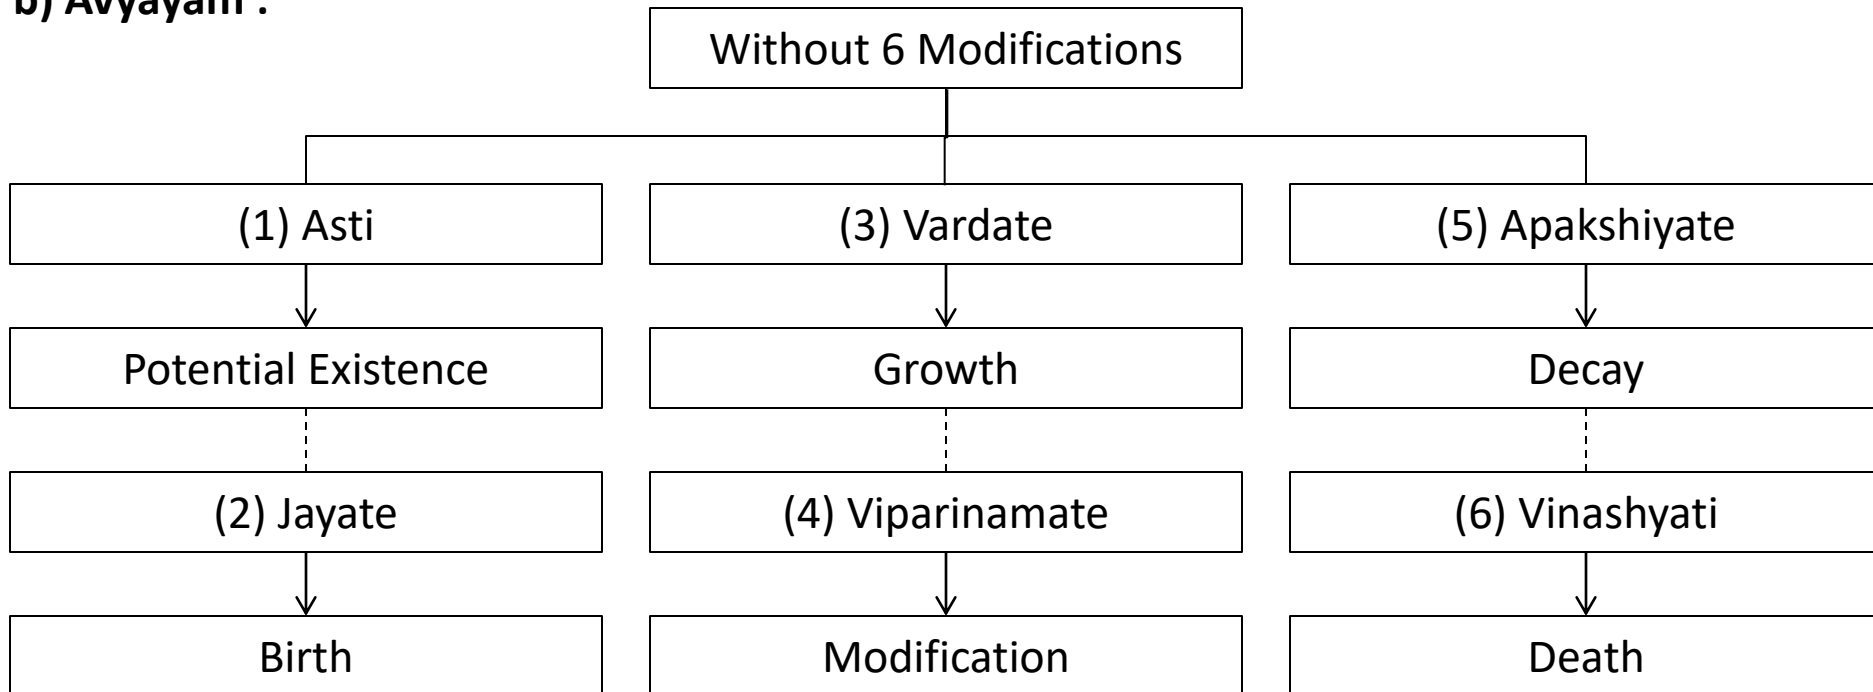 b) Avyayam :
Without 6 Modifications
(1) Asti
(3) Vardate
(5) Apakshiyate
Potential Existence
Growth
Decay
(2) Jayate
(4) Viparinamate
(6) Vinashyati
Birth
Modification
Death